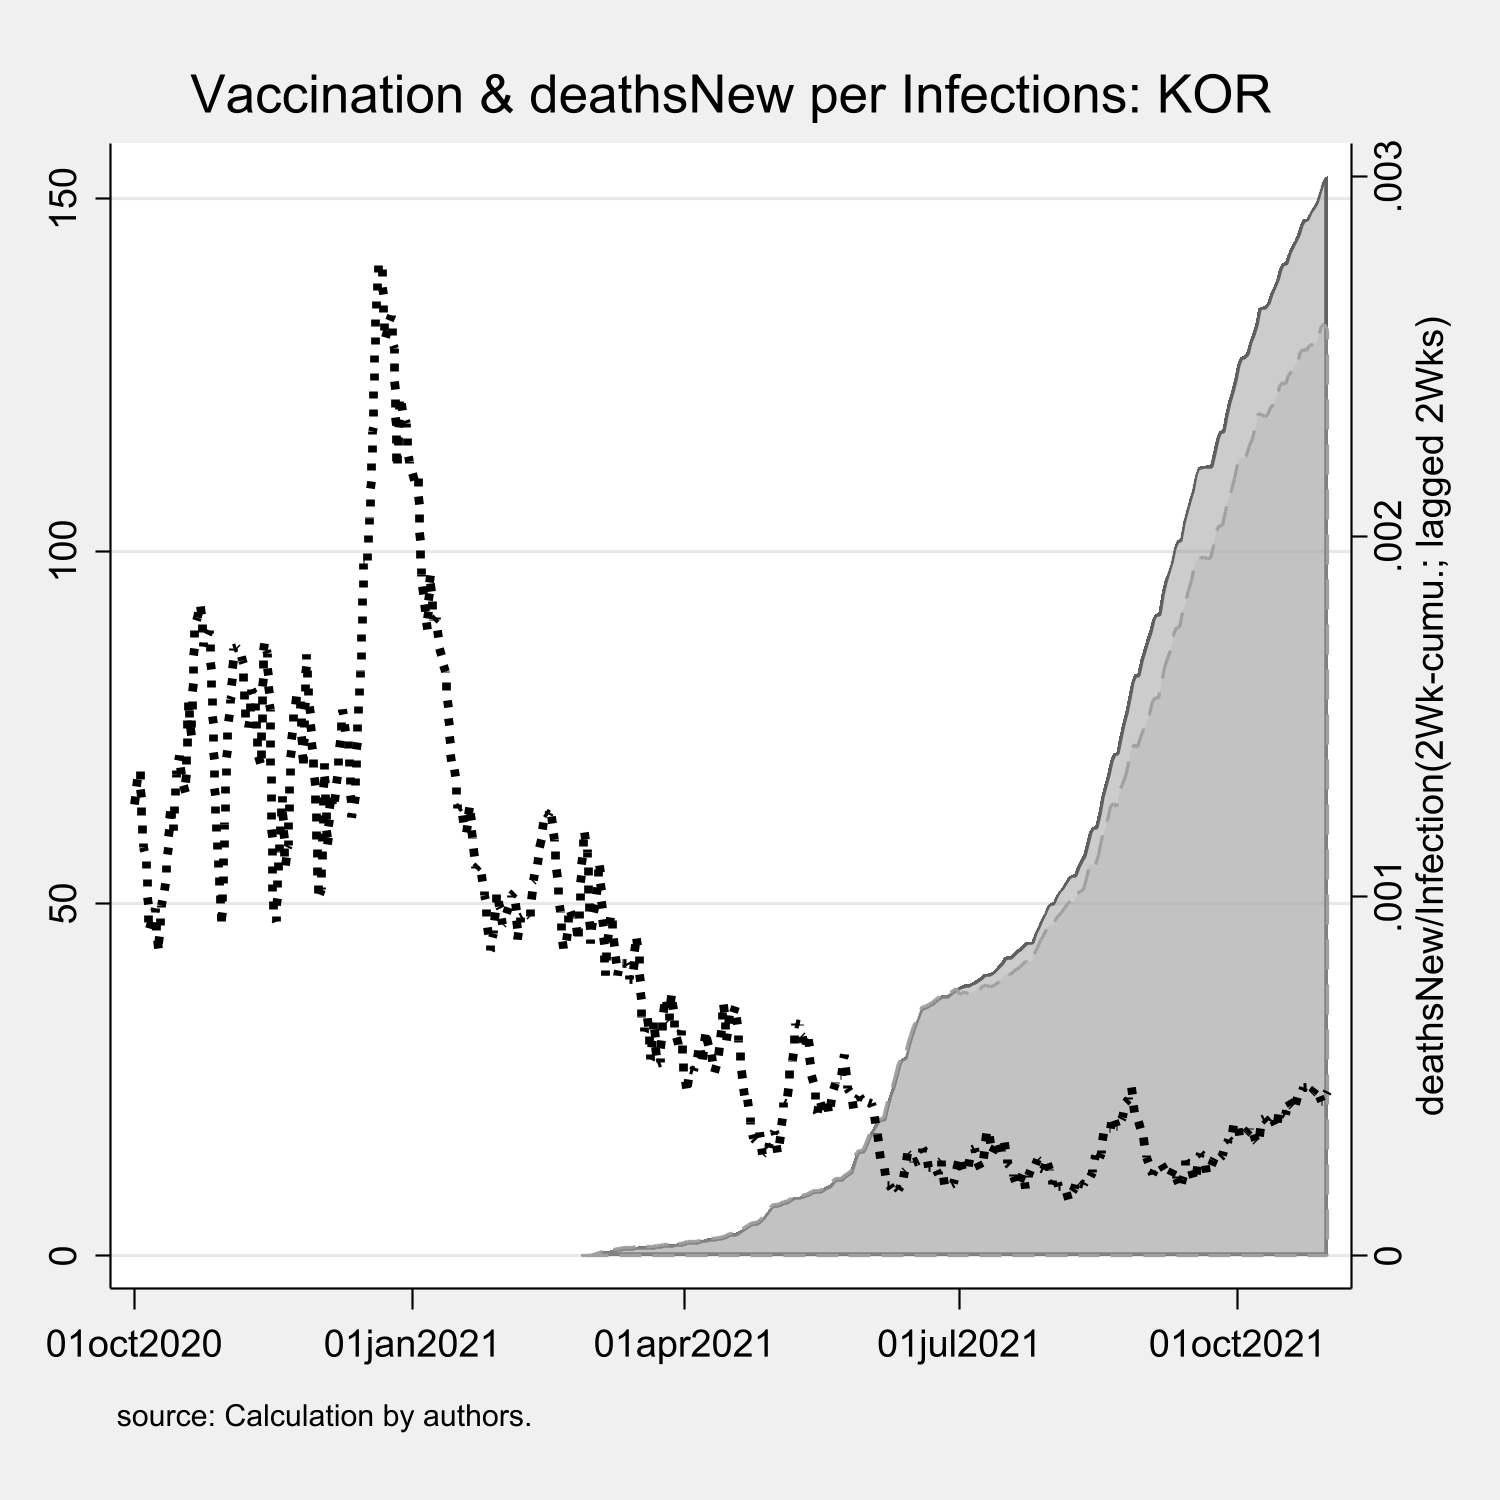 Vaccination & deathsNew per Infections: KOR
150
100
50
0
.003
.002
.001
0
deathsNew/Infection(2Wk-cumu.; lagged 2Wks)
01oct2020
01jan2021
01apr2021
01jul2021
01oct2021
source: Calculation by authors.